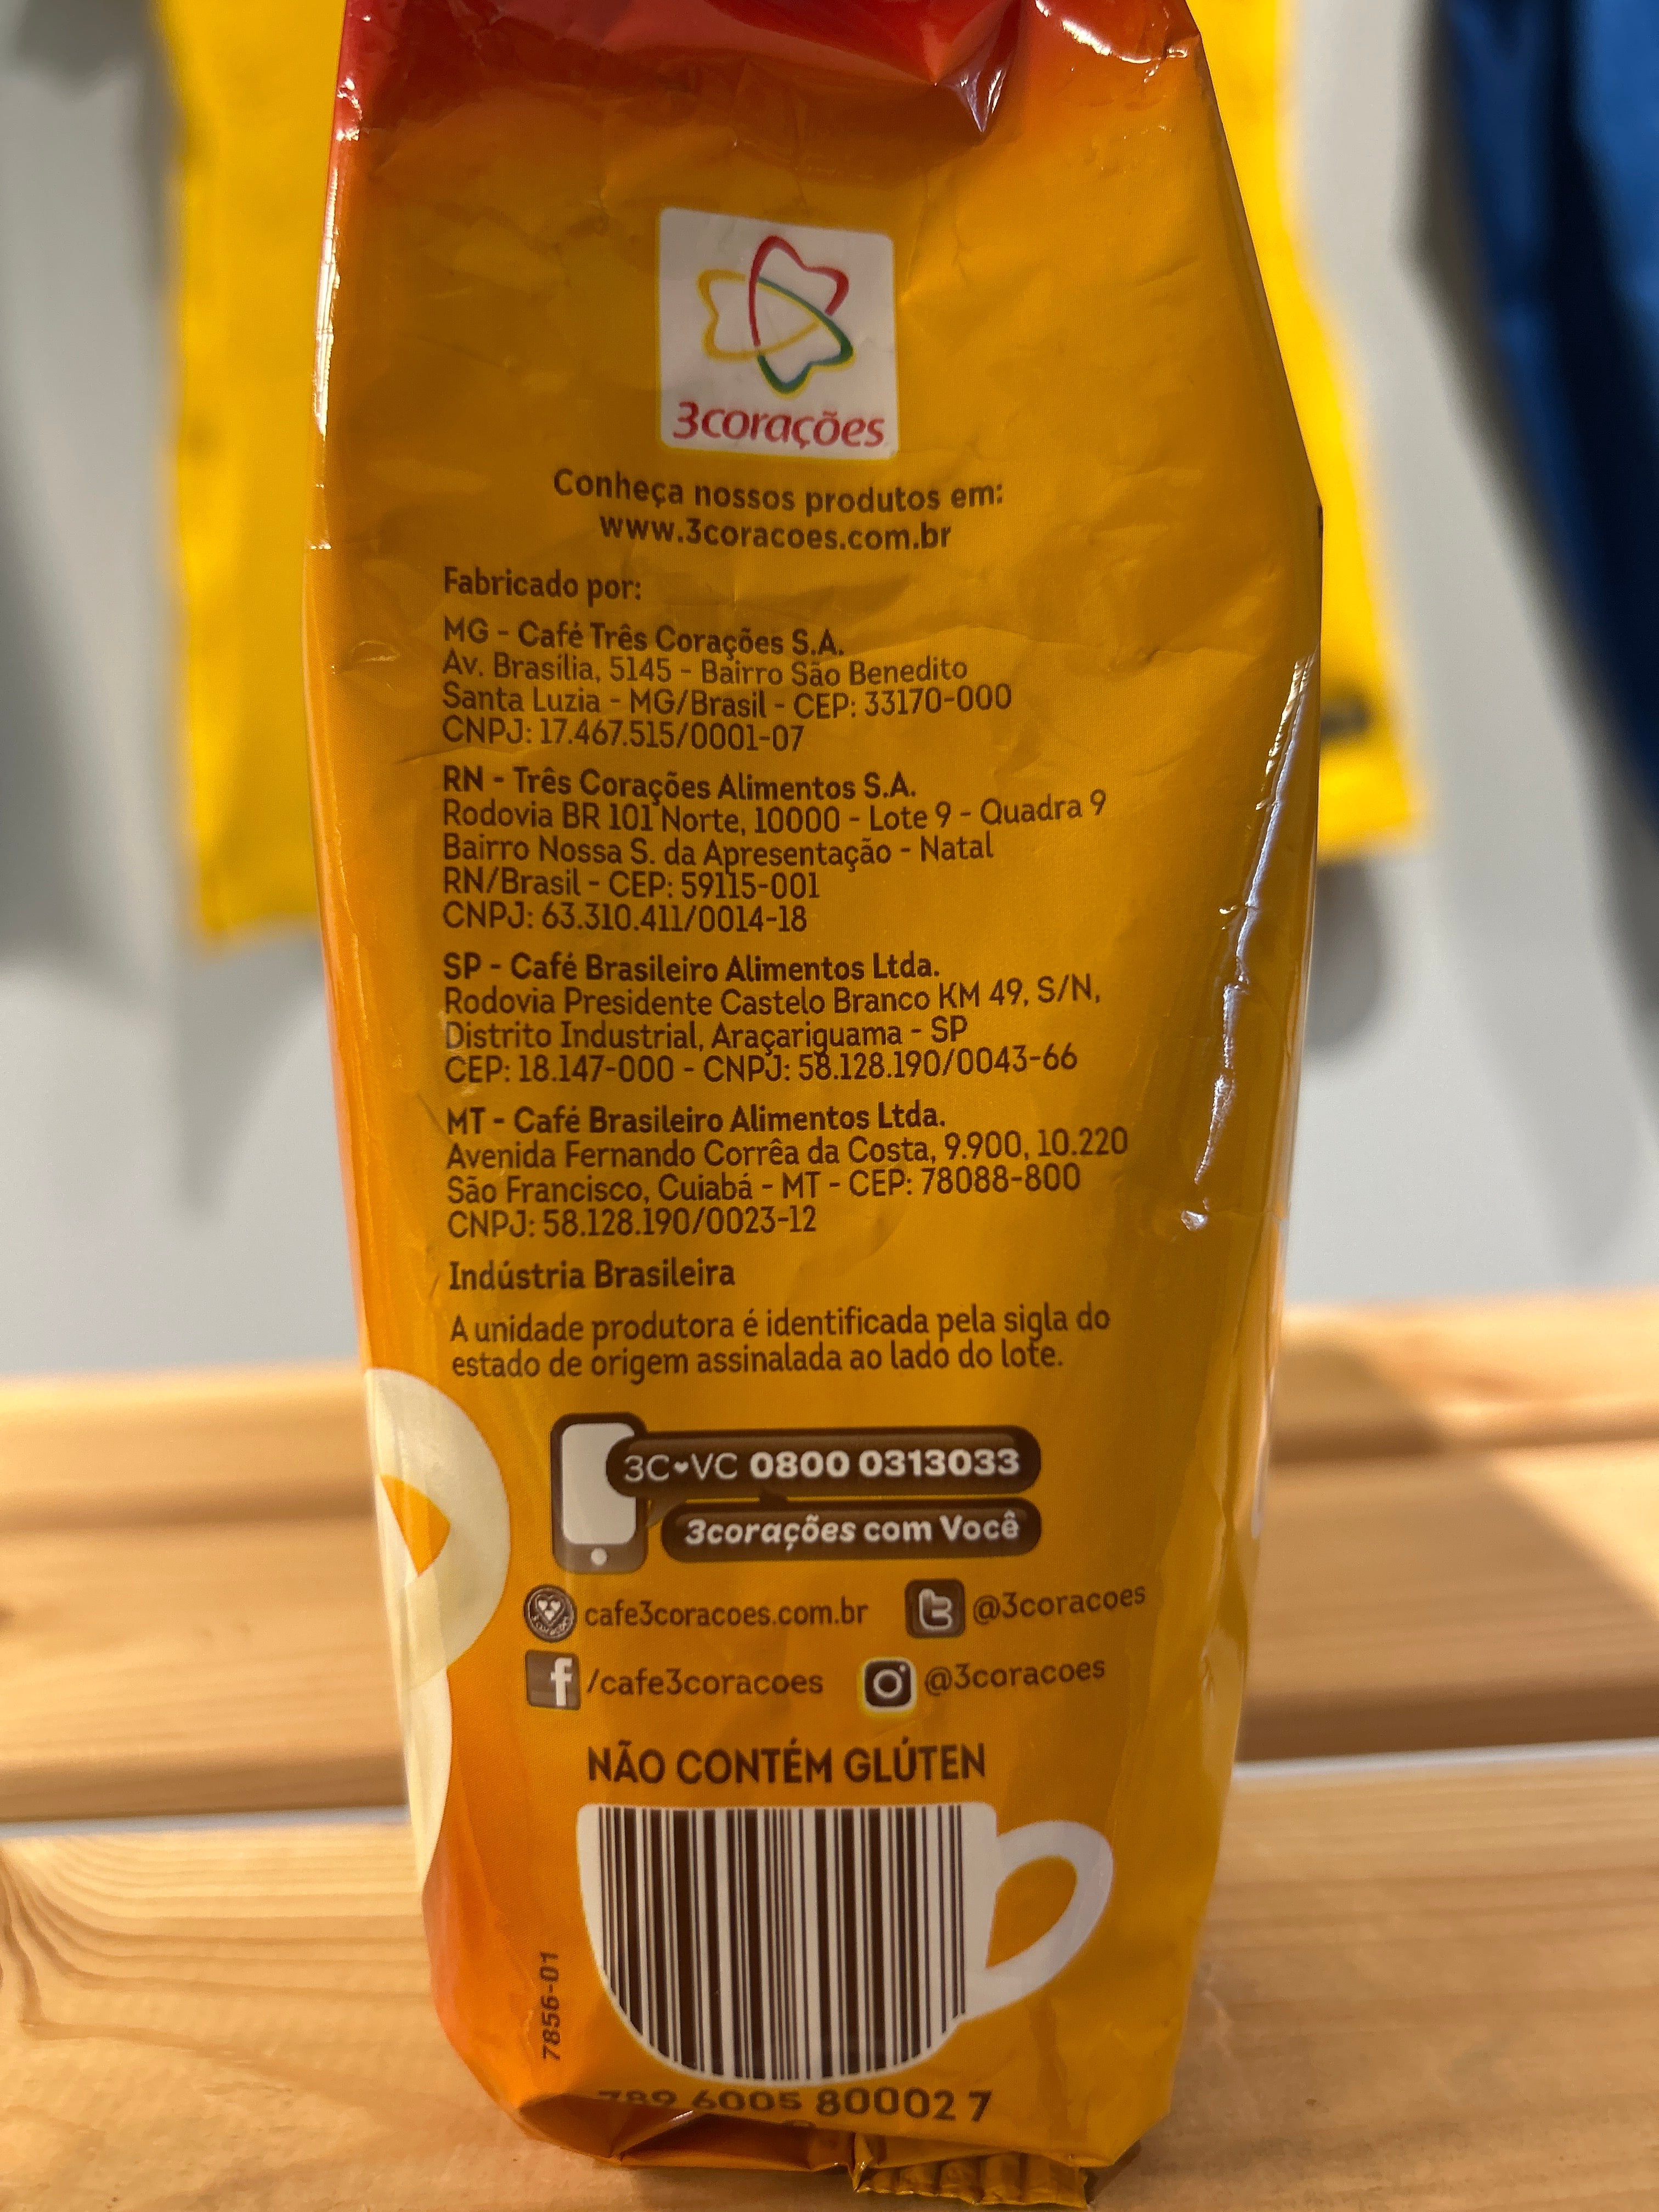 3corações
Conheça nossos produtos em:
www.3coracoes.com.br
Fabricado por:
MG - Café Três Corações S.A.
Av. Brasília, 5145 - Bairro São Benedito
Santa Luzia - MG/Brasil - CEP: 33170-000
CNPJ: 17.467.515/0001-07
RN - Três Corações Alimentos S.A.
Rodovia BR 101 Norte, 10000 - Lote 9 - Quadra 9
Bairro Nossa S. da Apresentação - Natal
RN/Brasil - CEP: 59115-001
CNPJ: 63.310.411/0014-18
SP - Café Brasileiro Alimentos Ltda.
Rodovia Presidente Castelo Branco KM 49, S/N,
Distrito Industrial, Araçariguama - SP
CEP: 18.147-000 - CNPJ: 58.128.190/0043-66
MT - Café Brasileiro Alimentos Ltda.
Avenida Fernando Corrêa da Costa, 9.900, 10.220
São Francisco, Cuiabá - MT - CEP: 78088-800
CNPJ: 58.128.190/0023-12
Indústria Brasileira
A unidade produtora é identificada pela sigla do
estado de origem assinalada ao lado do lote.
3C♥VC 0800 0313033
3corações com Você
cafe3coracoes.com.br @3coracoes
/cafe3coracoes @3coracoes
NÃO CONTÉM GLÚTEN
7856-01
789 6005 80002 7